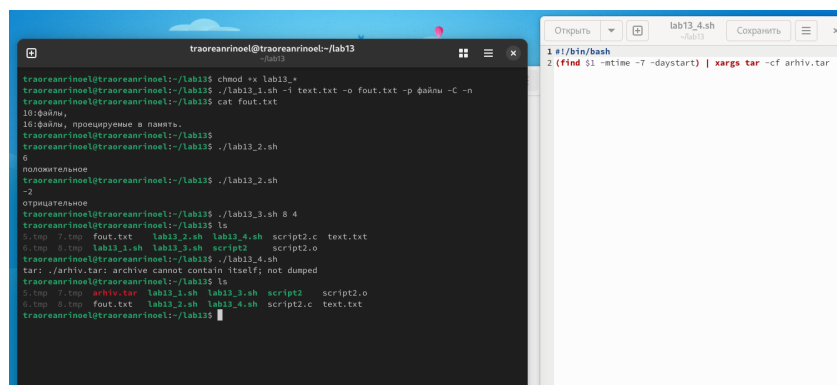 traoreanrinoel@traoreanrinoel:~/lab13
~/lab13
traoreanrinoel@traoreanrinoel:~/lab13$ chmod +x lab13_*
traoreanrinoel@traoreanrinoel:~/lab13$ ./lab13_1.sh -i text.txt -o fout.txt -p файлы -C -n
traoreanrinoel@traoreanrinoel:~/lab13$ cat fout.txt
10:файлы,
16:файлы, проецируемые в память.
traoreanrinoel@traoreanrinoel:~/lab13$
traoreanrinoel@traoreanrinoel:~/lab13$ ./lab13_2.sh
6
положительное
traoreanrinoel@traoreanrinoel:~/lab13$ ./lab13_2.sh
-2
отрицательное
traoreanrinoel@traoreanrinoel:~/lab13$ ./lab13_3.sh 8 4
traoreanrinoel@traoreanrinoel:~/lab13$ ls
5.tmp 7.tmp fout.txt lab13_2.sh lab13_4.sh script2.c text.txt
6.tmp 8.tmp lab13_1.sh lab13_3.sh script2 script2.o
traoreanrinoel@traoreanrinoel:~/lab13$ ./lab13_4.sh
tar: ./arhiv.tar: archive cannot contain itself; not dumped
traoreanrinoel@traoreanrinoel:~/lab13$ ls
5.tmp 7.tmp arhiv.tar lab13_1.sh lab13_3.sh script2 script2.o
6.tmp 8.tmp fout.txt lab13_2.sh lab13_4.sh script2.c text.txt
traoreanrinoel@traoreanrinoel:~/lab13$
Открыть lab13_4.sh Сохранить
~/lab13
1 #!/bin/bash
2 (find $1 -mtime -7 -daystart) | xargs tar -cf arhiv.tar